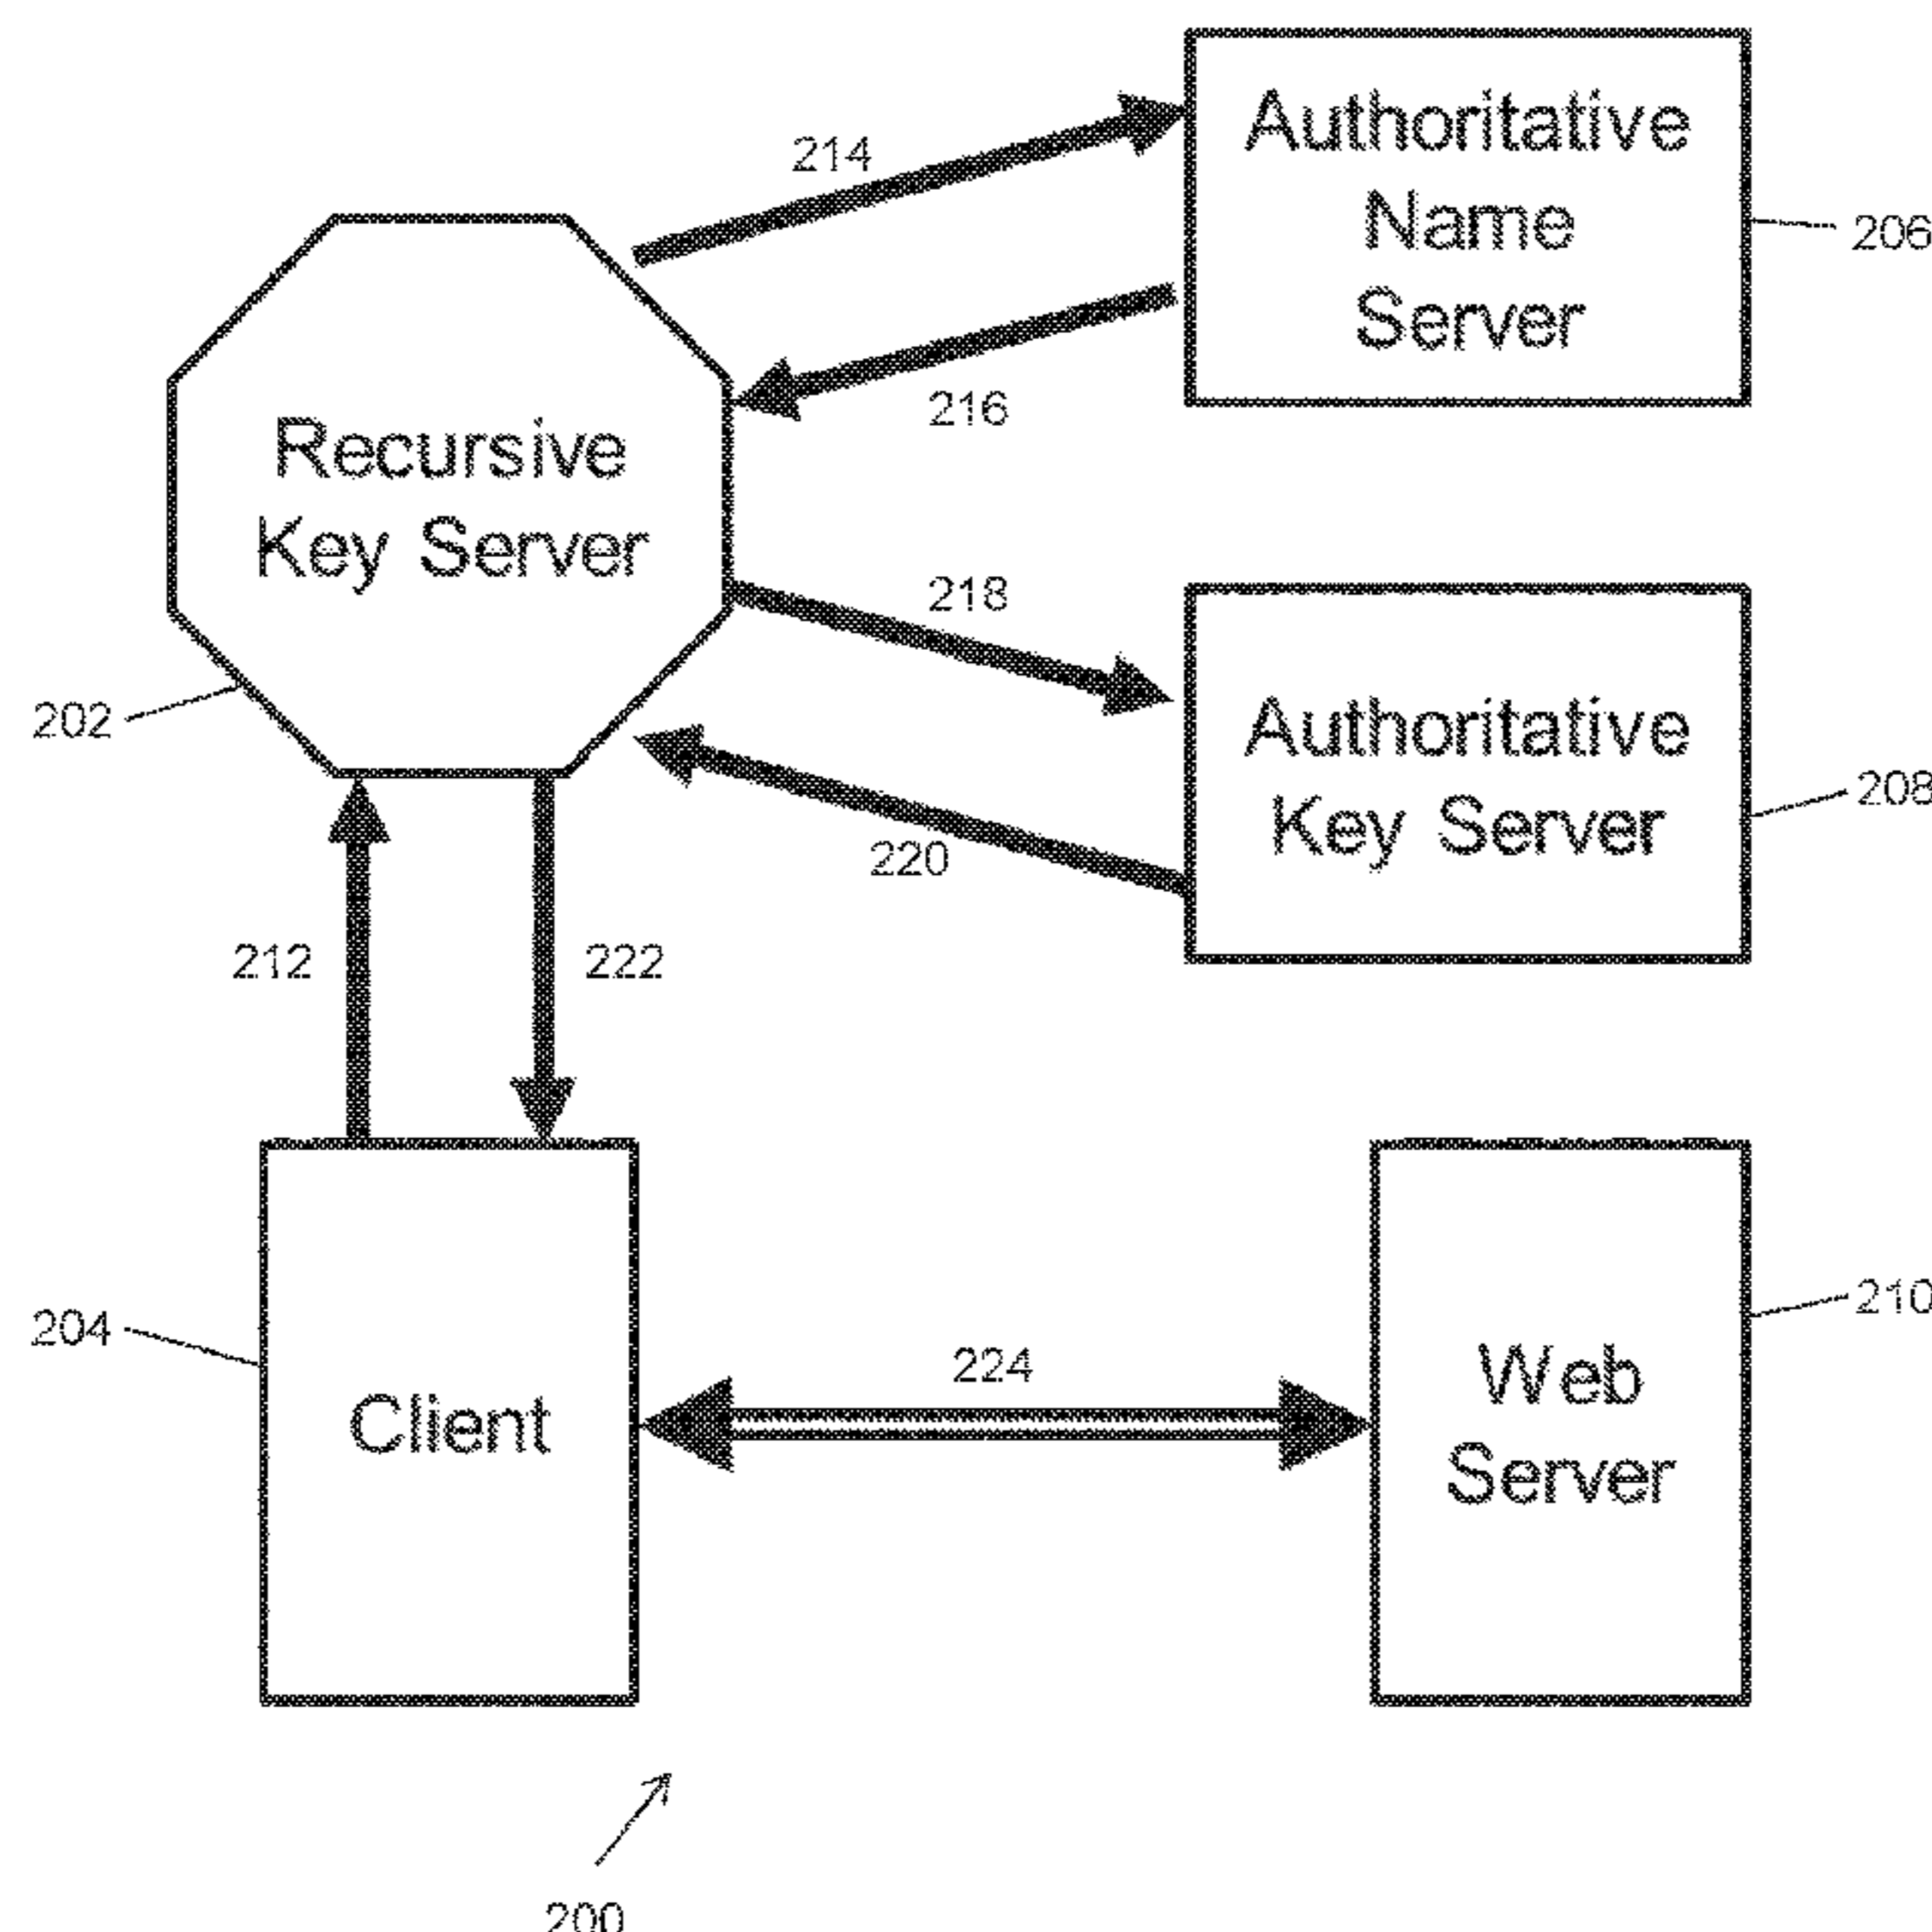 214
Authoritative
Name
Server
206
216
Recursive
Key Server
202
218
Authoritative
Key Server
208
220
212
222
204
Client
224
Web
Server
210
200